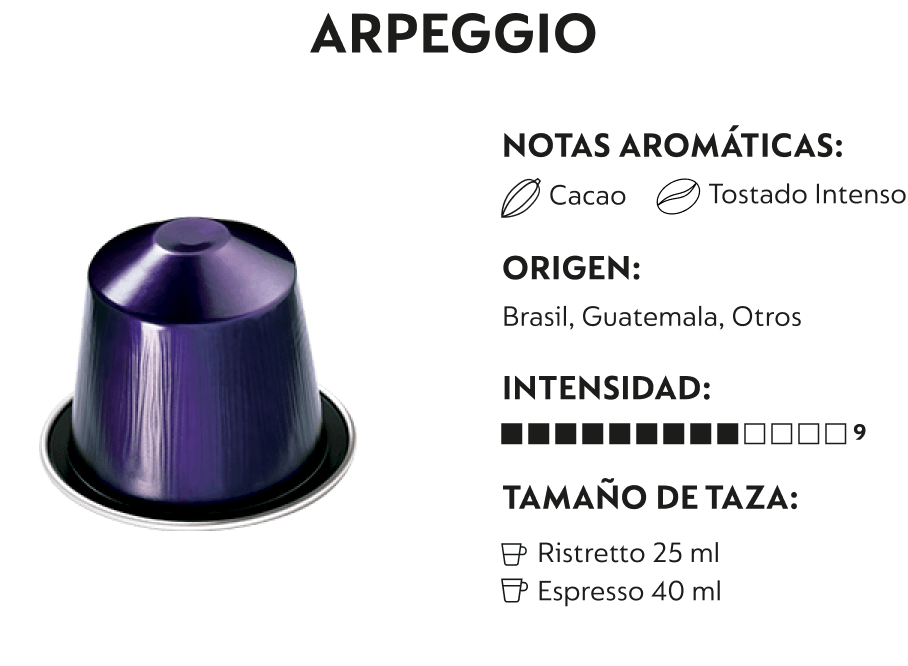 ARPEGGIO
NOTAS AROMÁTICAS:
Cacao Tostado Intenso
ORIGEN:
Brasil, Guatemala, Otros
INTENSIDAD:
9
TAMAÑO DE TAZA:
Ristretto 25 ml
Espresso 40 ml